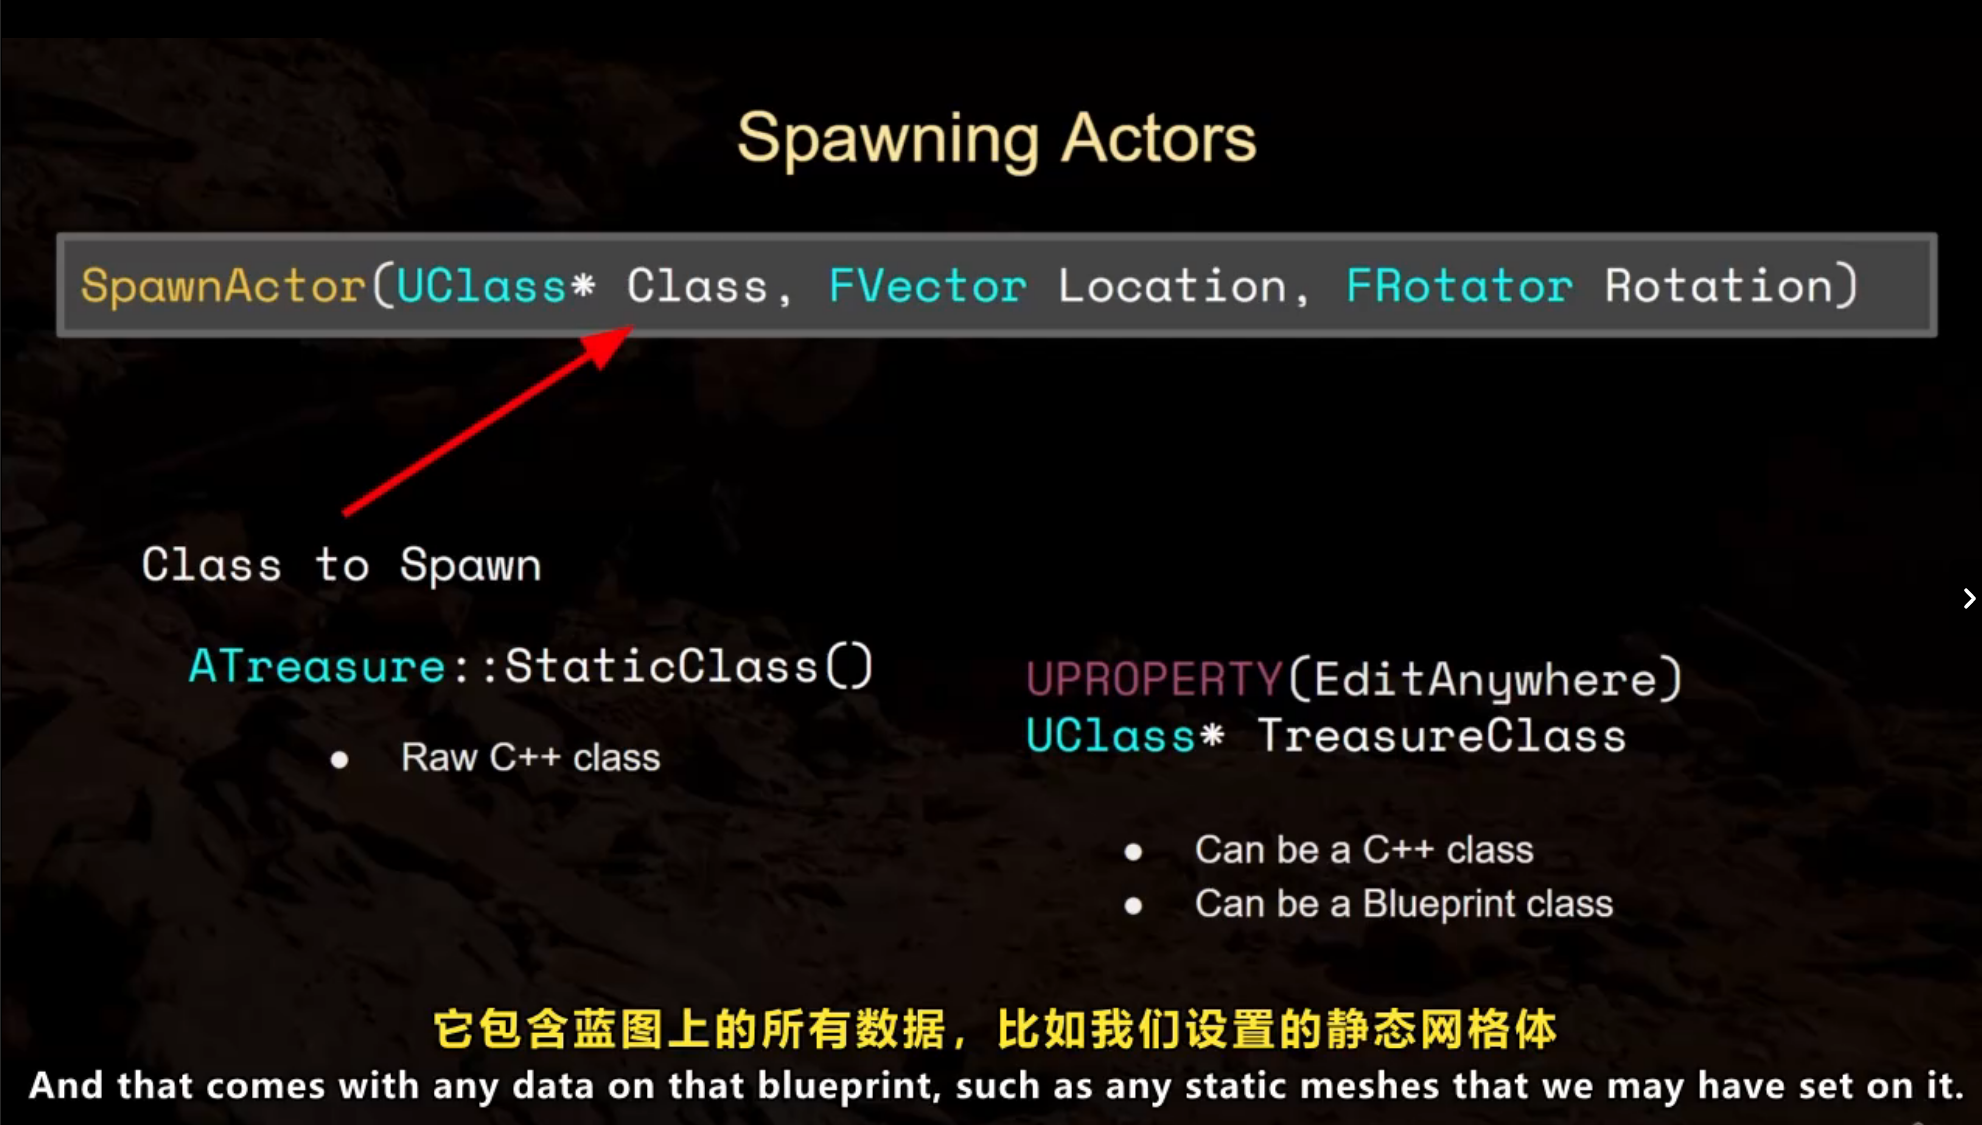 Spawning Actors
SpawnActor(UClass* Class, FVector Location, FRotator Rotation)
Class to Spawn
ATreasure::StaticClass()
• Raw C++ class
UPROPERTY(EditAnywhere)
UClass* TreasureClass
• Can be a C++ class
• Can be a Blueprint class
它包含蓝图上的所有数据，比如我们设置的静态网格体
And that comes with any data on that blueprint, such as any static meshes that we may have set on it.